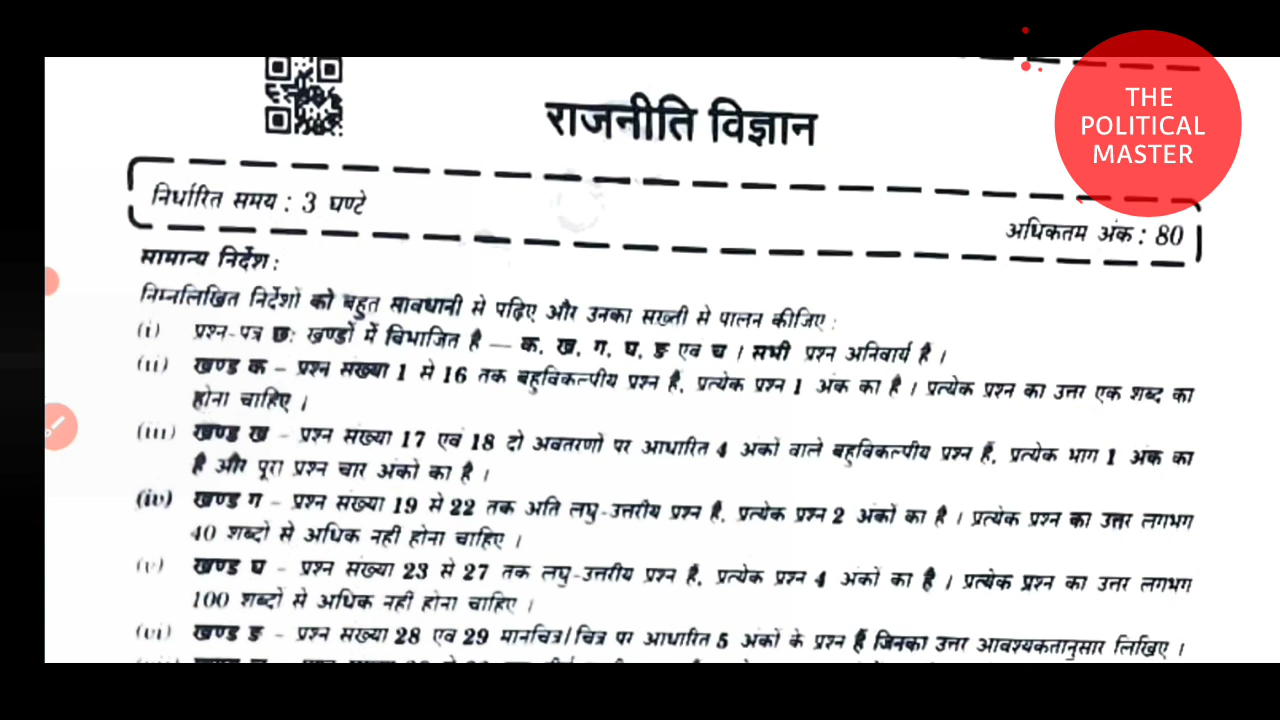 THE
POLITICAL
MASTER
राजनीति विज्ञान
निर्धारित समय : 3 घण्टे
अधिकतम अंक : 80
सामान्य निर्देश :
निम्नलिखित निर्देशों को बहुत सावधानी से पढ़िए और उनका सख़्ती से पालन कीजिए :
(i) प्रश्न-पत्र छ: खण्डों में विभाजित है — क, ख, ग, घ, ङ एवं च । सभी प्रश्न अनिवार्य हैं ।
(ii) खण्ड क – प्रश्न संख्या 1 से 16 तक बहुविकल्पीय प्रश्न हैं, प्रत्येक प्रश्न 1 अंक का है । प्रत्येक प्रश्न का उत्तर एक शब्द का
होना चाहिए ।
(iii) खण्ड ख – प्रश्न संख्या 17 एवं 18 दो अवतरणों पर आधारित 4 अंकों वाले बहुविकल्पीय प्रश्न हैं, प्रत्येक भाग 1 अंक का
है और पूरा प्रश्न चार अंकों का है ।
(iv) खण्ड ग – प्रश्न संख्या 19 से 22 तक अति लघु-उत्तरीय प्रश्न हैं, प्रत्येक प्रश्न 2 अंकों का है । प्रत्येक प्रश्न का उत्तर लगभग
40 शब्दों से अधिक नहीं होना चाहिए ।
(v) खण्ड घ – प्रश्न संख्या 23 से 27 तक लघु-उत्तरीय प्रश्न हैं, प्रत्येक प्रश्न 4 अंकों का है । प्रत्येक प्रश्न का उत्तर लगभग
100 शब्दों से अधिक नहीं होना चाहिए ।
(vi) खण्ड ङ – प्रश्न संख्या 28 एवं 29 मानचित्र/चित्र पर आधारित 5 अंकों के प्रश्न हैं जिनका उत्तर आवश्यकतानुसार लिखिए ।